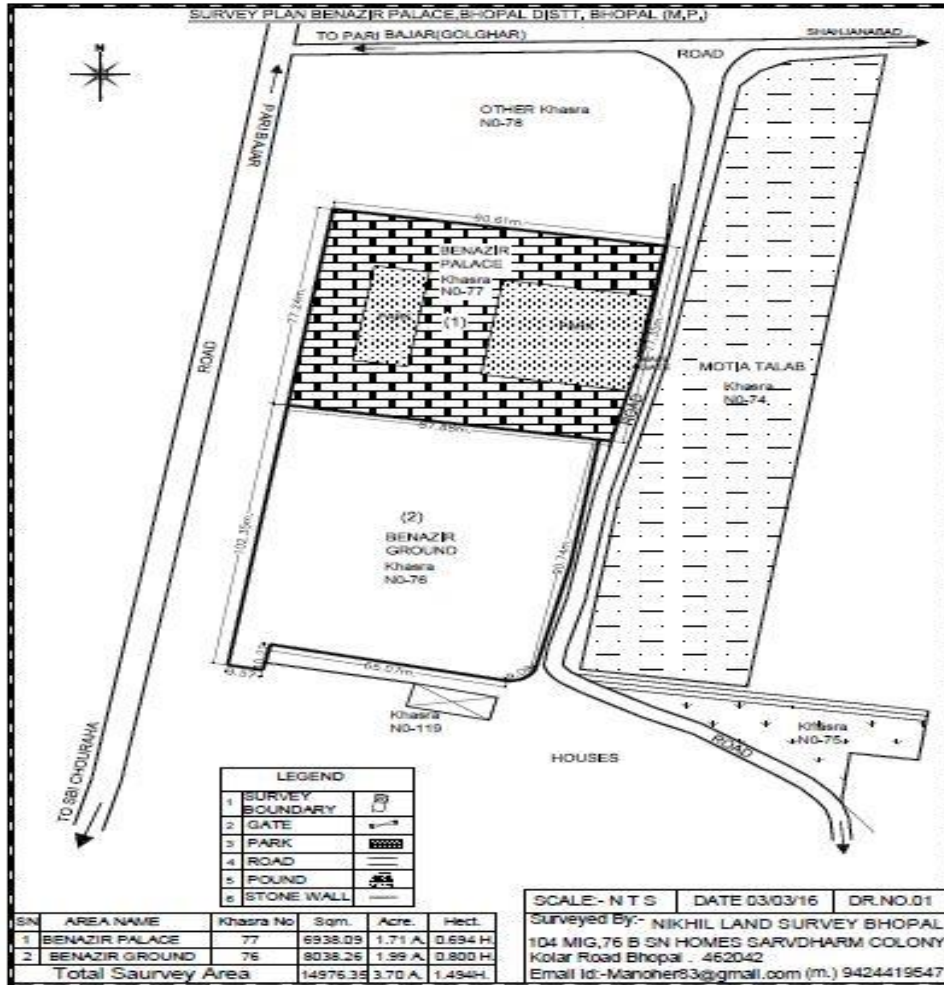 SURVEY PLAN BENAZIR PALACE,BHOPAL DISTT, BHOPAL (M,P,)
TO PARI BAJAR(GOLGHAR)
ROAD
SHAHJANABAD
N
PARI BAJAR
OTHER Khasra
N0-78
90.61m.
BENAZIR
PALACE
Khasra
N0-77
(1)
PARK
PARK
77.24m.
ROAD
ROAD
MOTIA TALAB
Khasra
N0-74
(2)
BENAZIR
GROUND
Khasra
N0-76
102.35m.
90.74m.
65.07m.
Khasra
N0-119
Khasra
N0-75
ROAD
HOUSES
TO SBI CHOURAHA
LEGEND
1 SURVEY BOUNDARY
2 GATE
3 PARK
4 ROAD
5 POUND
6 STONE WALL
SN AREA NAME Khasra No Sqm. Acre. Hect.
1 BENAZIR PALACE 77 6938.09 1.71 A. 0.694 H.
2 BENAZIR GROUND 76 8038.26 1.99 A. 0.800 H.
Total Saurvey Area 14976.35 3.70 A. 1.494H.
SCALE:- N T S DATE 03/03/16 DR.NO.01
Surveyed By:- NIKHIL LAND SURVEY BHOPAL
104 MIG,76 B SN HOMES SARVDHARM COLONY
Kolar Road Bhopal . 462042
Email Id:-Manoher83@gmail.com (m.) 9424419547